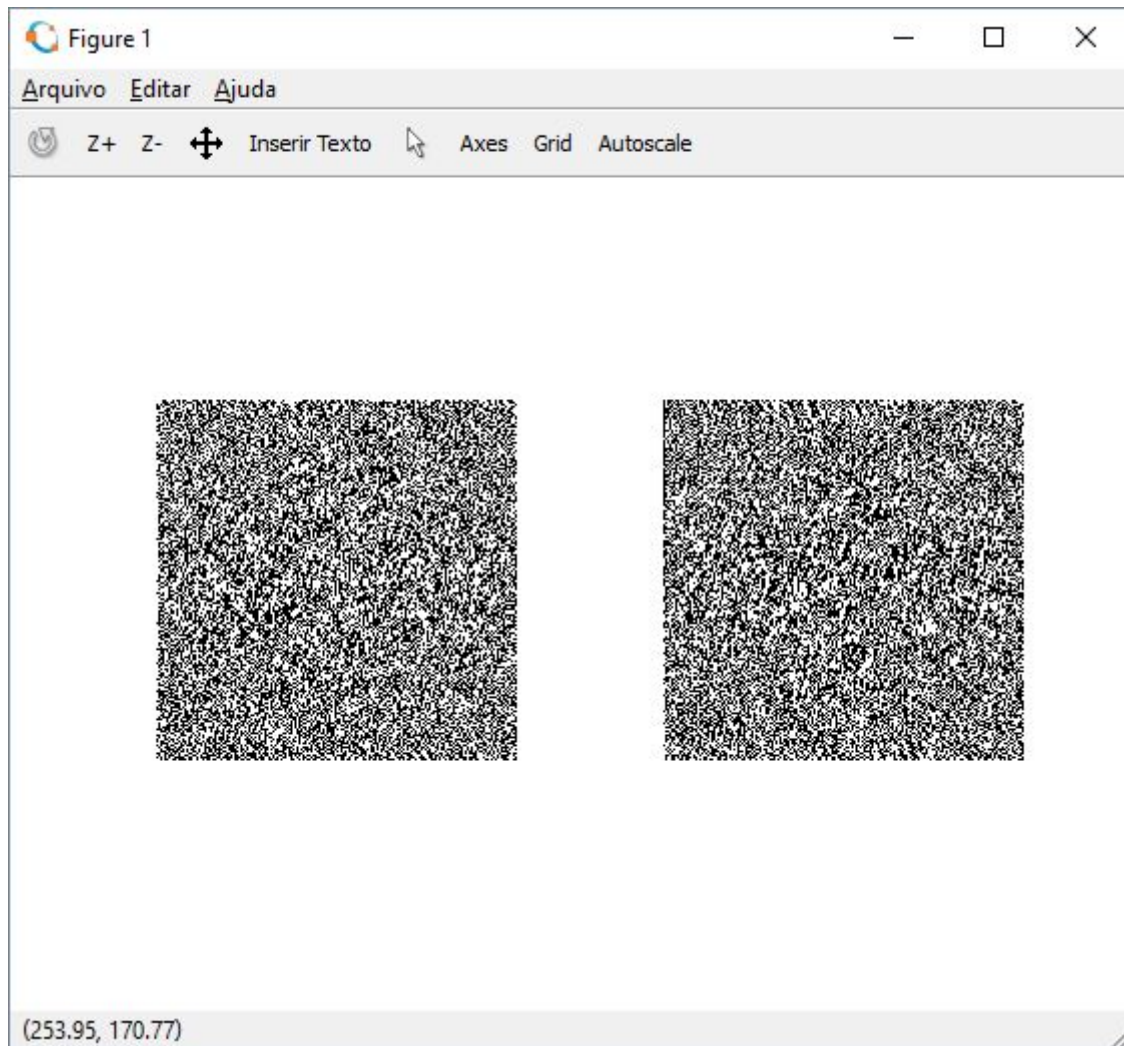 Figure 1
Arquivo Editar Ajuda
Z+ Z- Inserir Texto Axes Grid Autoscale
(253.95, 170.77)